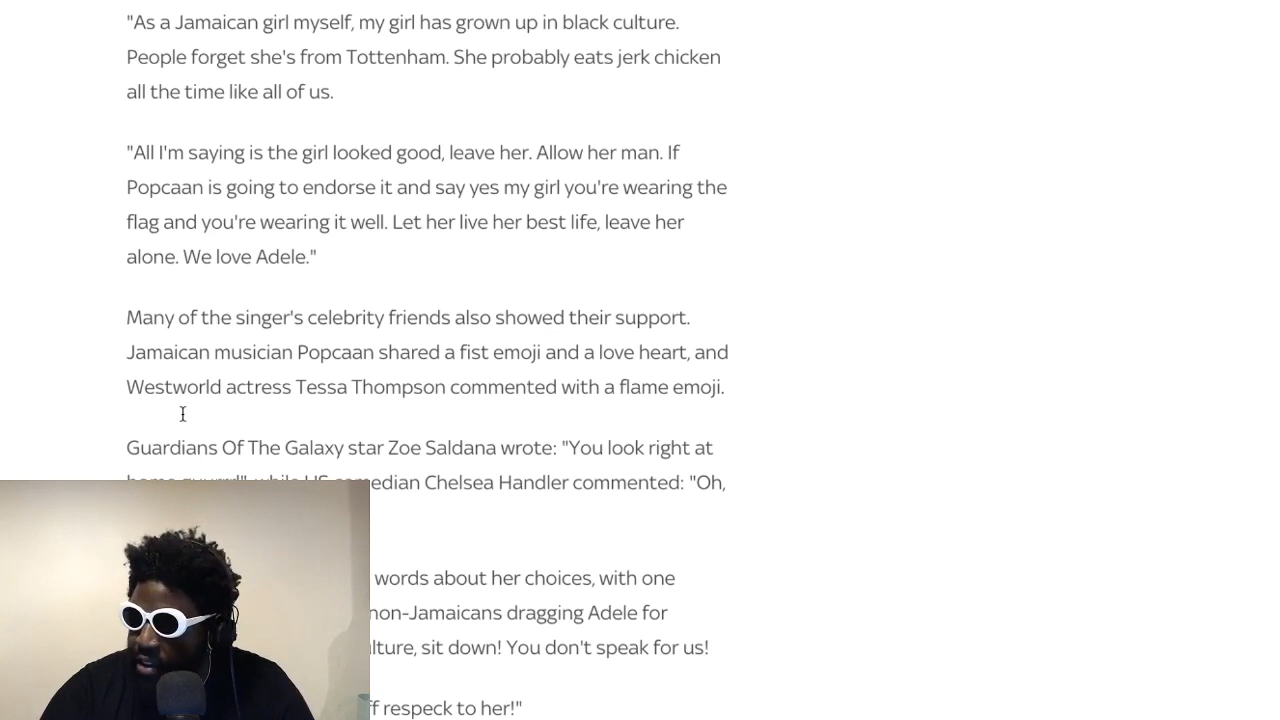 "As a Jamaican girl myself, my girl has grown up in black culture.
People forget she's from Tottenham. She probably eats jerk chicken
all the time like all of us.
"All I'm saying is the girl looked good, leave her. Allow her man. If
Popcaan is going to endorse it and say yes my girl you're wearing the
flag and you're wearing it well. Let her live her best life, leave her
alone. We love Adele."
Many of the singer's celebrity friends also showed their support.
Jamaican musician Popcaan shared a fist emoji and a love heart, and
Westworld actress Tessa Thompson commented with a flame emoji.
Guardians Of The Galaxy star Zoe Saldana wrote: "You look right at
Chelsea Handler commented: "Oh,
words about her choices, with one
non-Jamaicans dragging Adele for
sit down! You don't speak for us!
respeck to her!"